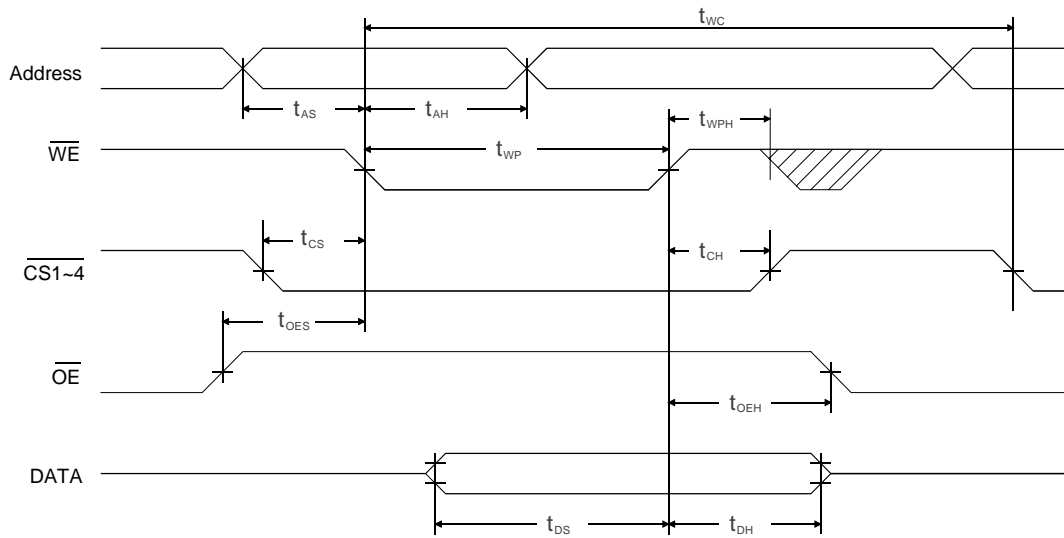 tWC
Address
tAS
tAH
tWPH
WE
tWP
tCS
tCH
CS1~4
tOES
OE
tOEH
DATA
tDS
tDH